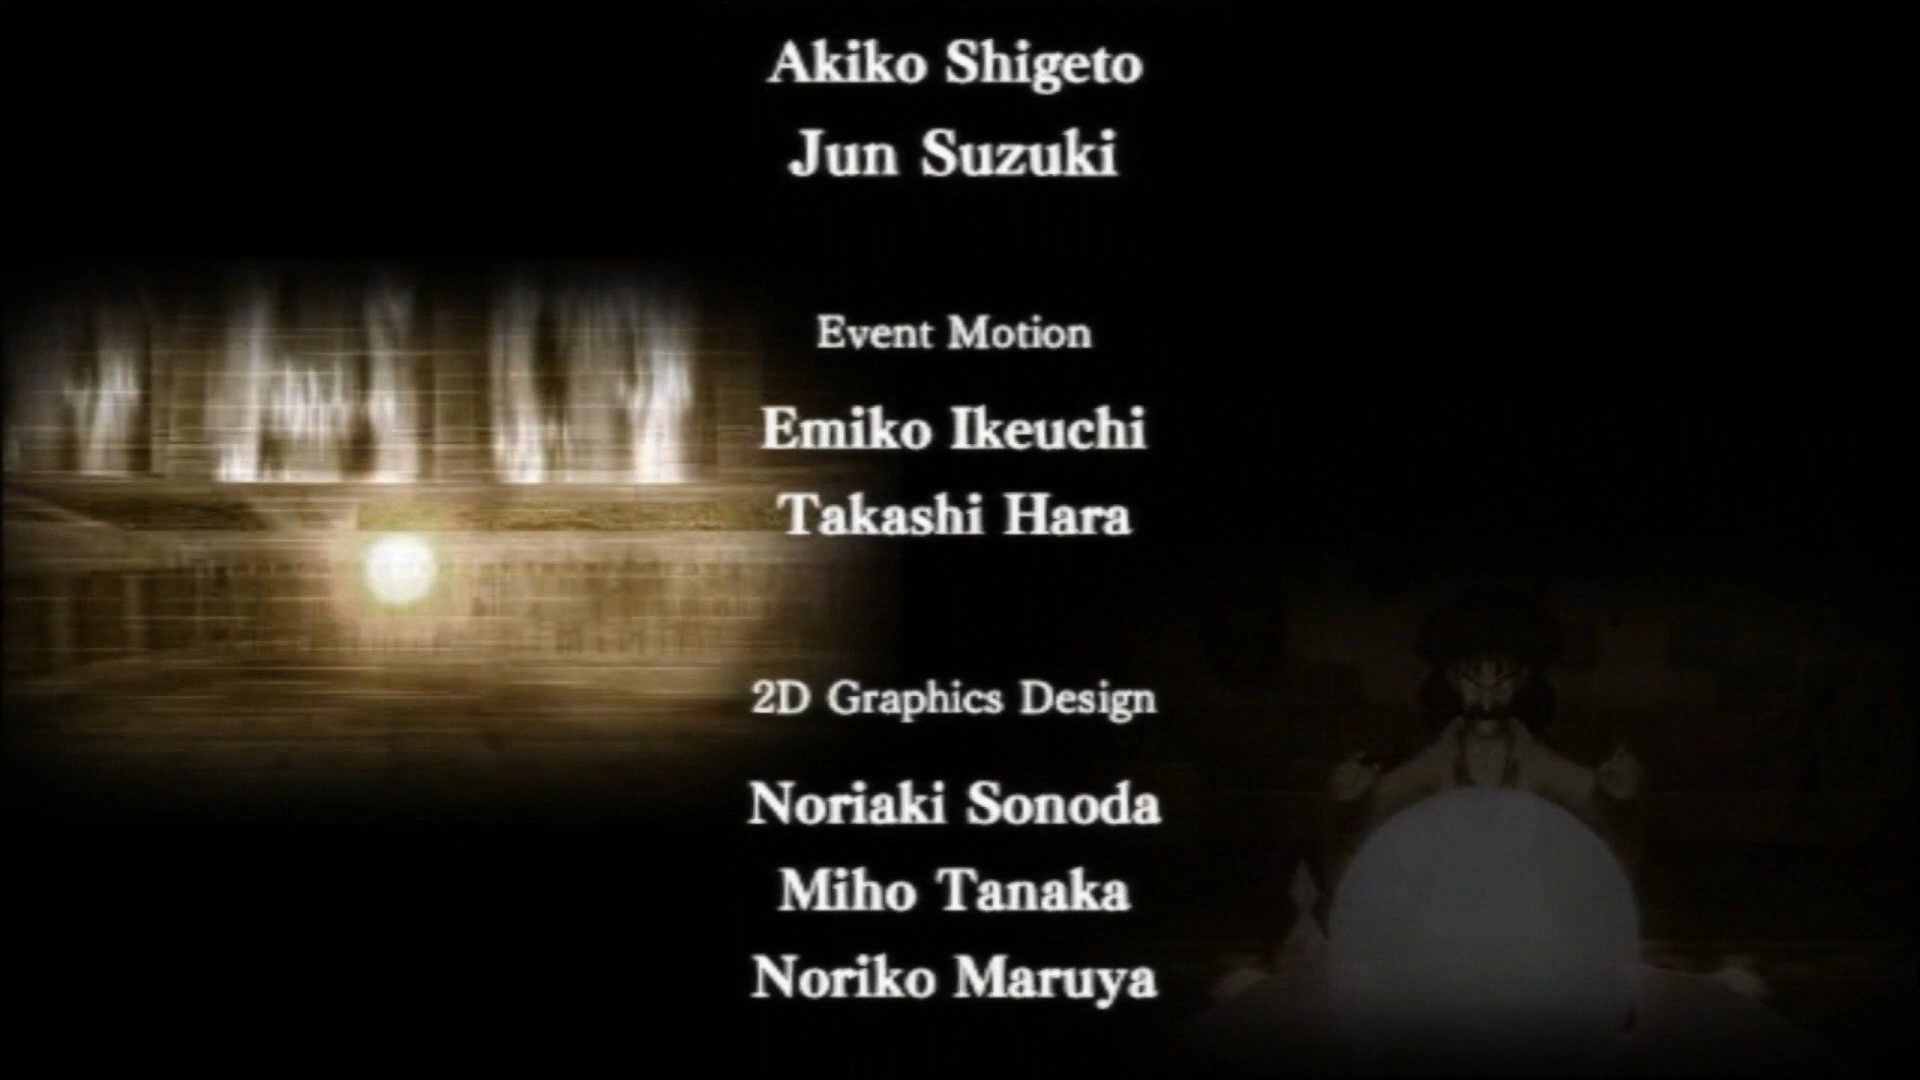 Akiko Shigeto
Jun Suzuki
Event Motion
Emiko Ikeuchi
Takashi Hara
2D Graphics Design
Noriaki Sonoda
Miho Tanaka
Noriko Maruya